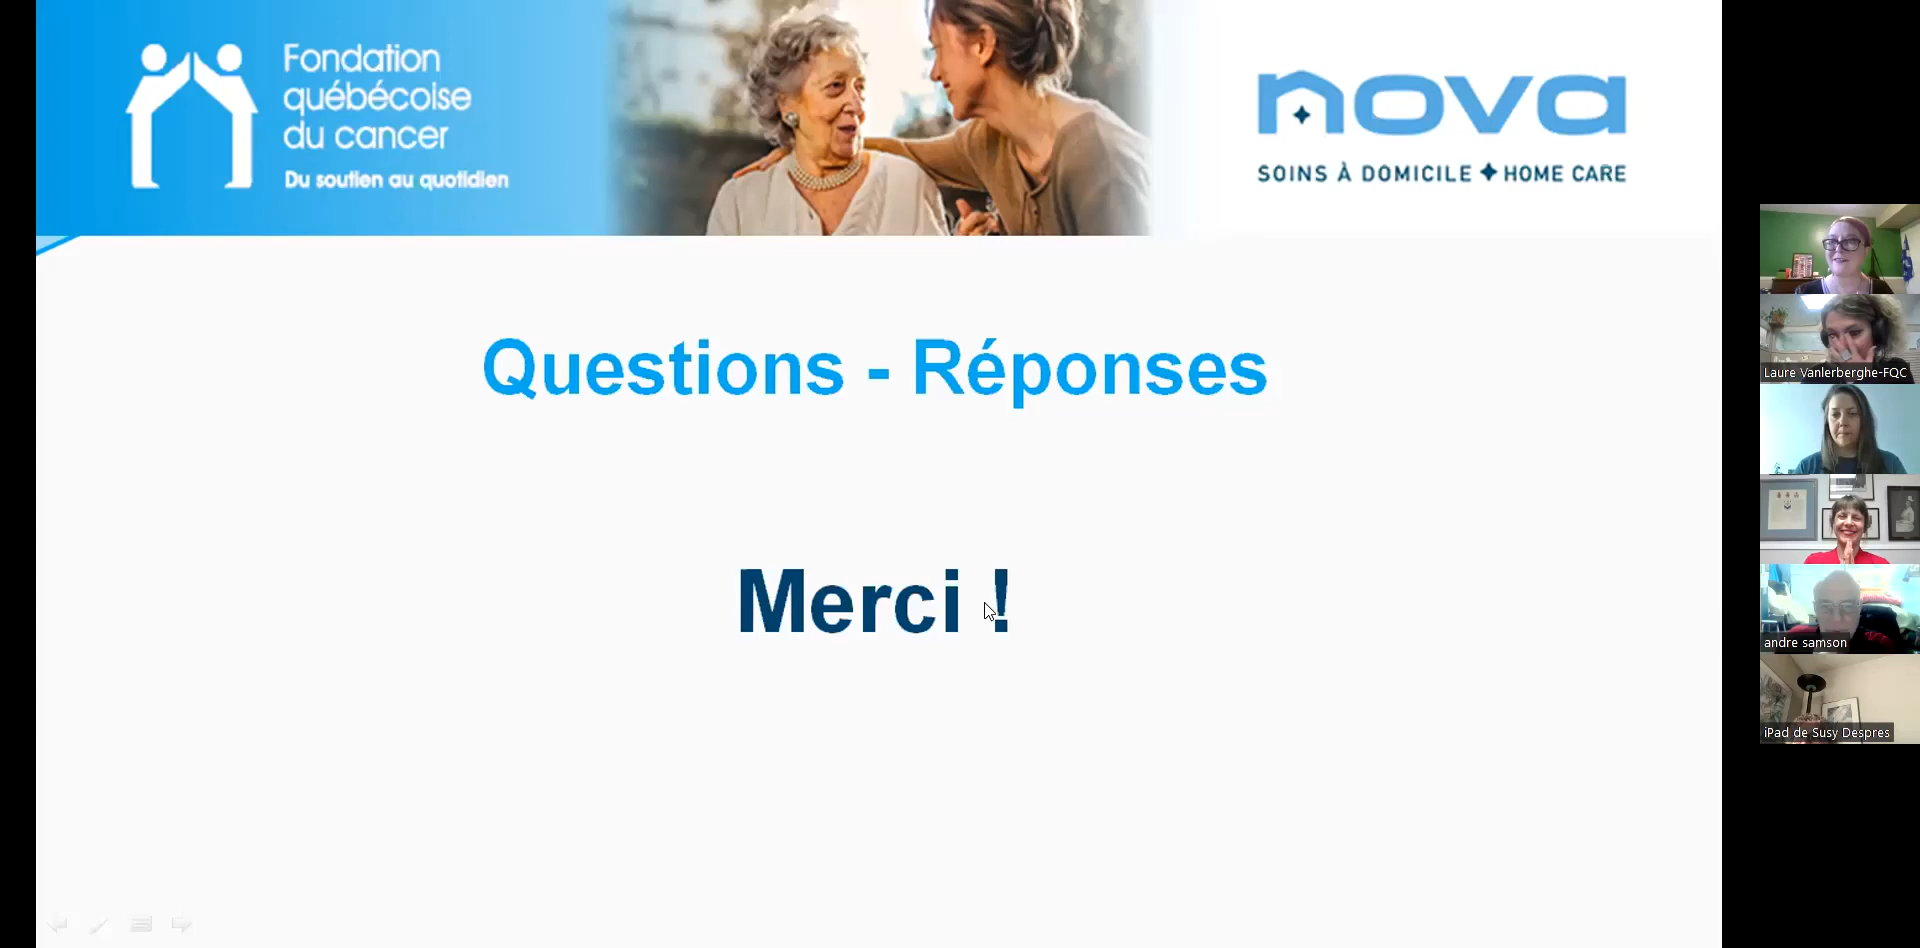 Fondation
québécoise
du cancer
Du soutien au quotidien
nova
SOINS À DOMICILE ✦ HOME CARE
Questions - Réponses
Merci !
Laure Vanlerberghe-FQC
andre samson
iPad de Susy Despres